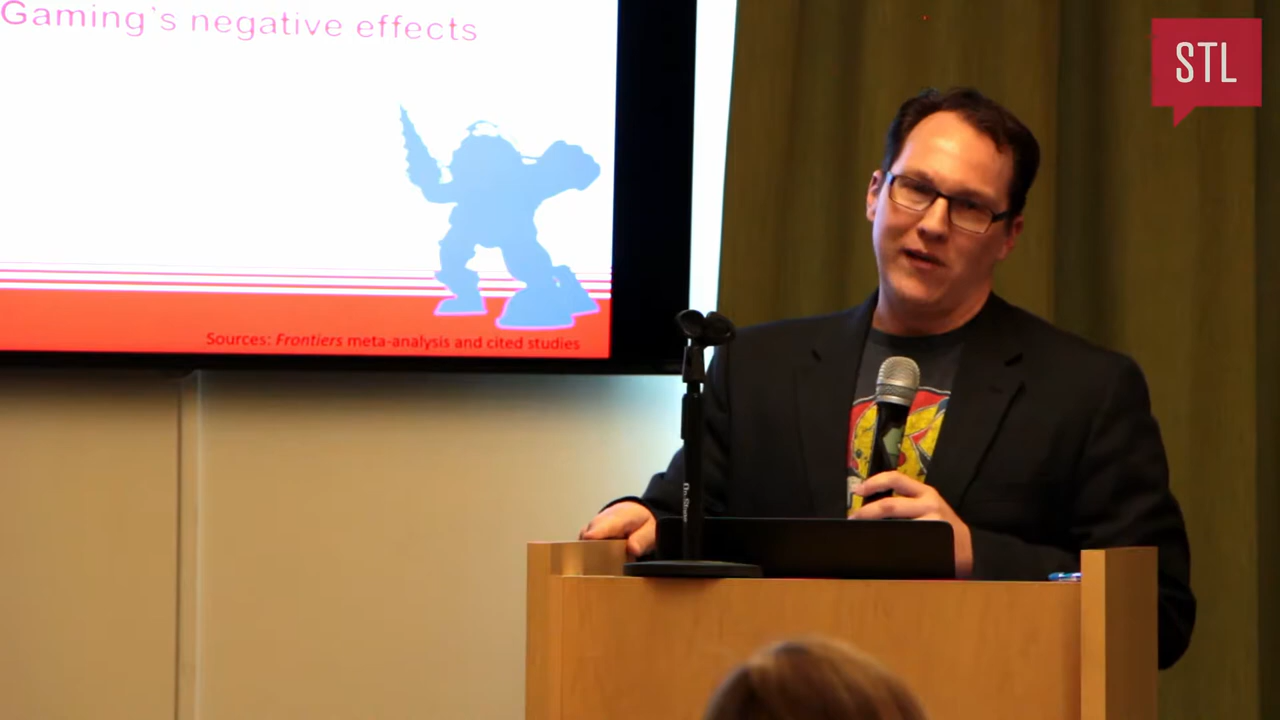 Gaming's negative effects
STL
Sources: Frontiers meta-analysis and cited studies